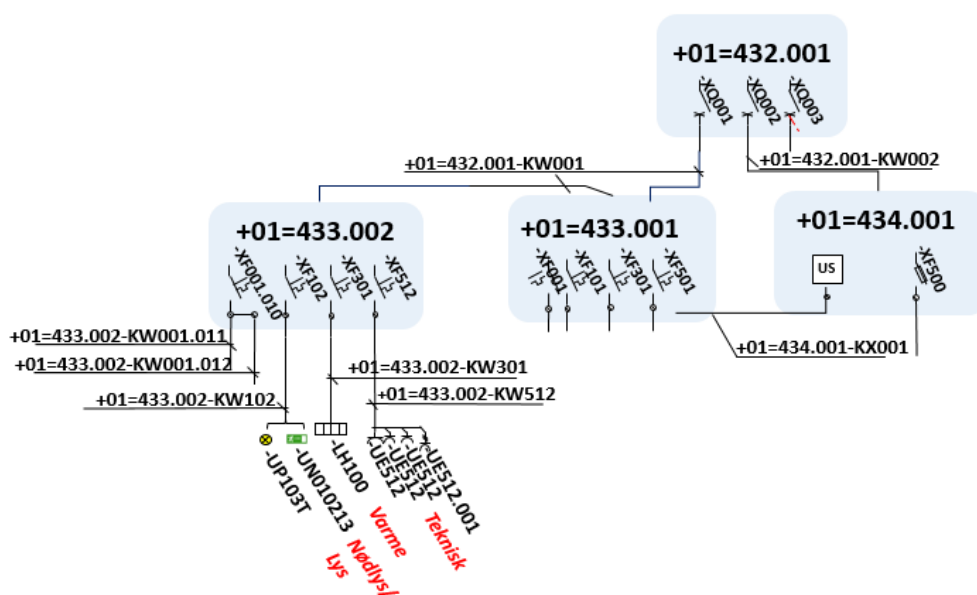 +01=432.001
-XQ001
-XQ002
-XQ003
+01=432.001-KW001
+01=432.001-KW002
+01=433.002
-XF001.010
-XF102
-XF301
-XF512
+01=433.001
-XF001
-XF101
-XF301
-XF501
+01=434.001
US
-XF500
+01=433.002-KW001.011
+01=433.002-KW001.012
+01=433.002-KW102
+01=433.002-KW301
+01=433.002-KW512
+01=434.001-KX001
-UP103T
-UN010213
-LH100
-UE512
-UE512
-UE512
-UE512.001
Nødlys/
Lys
Varme
Teknisk